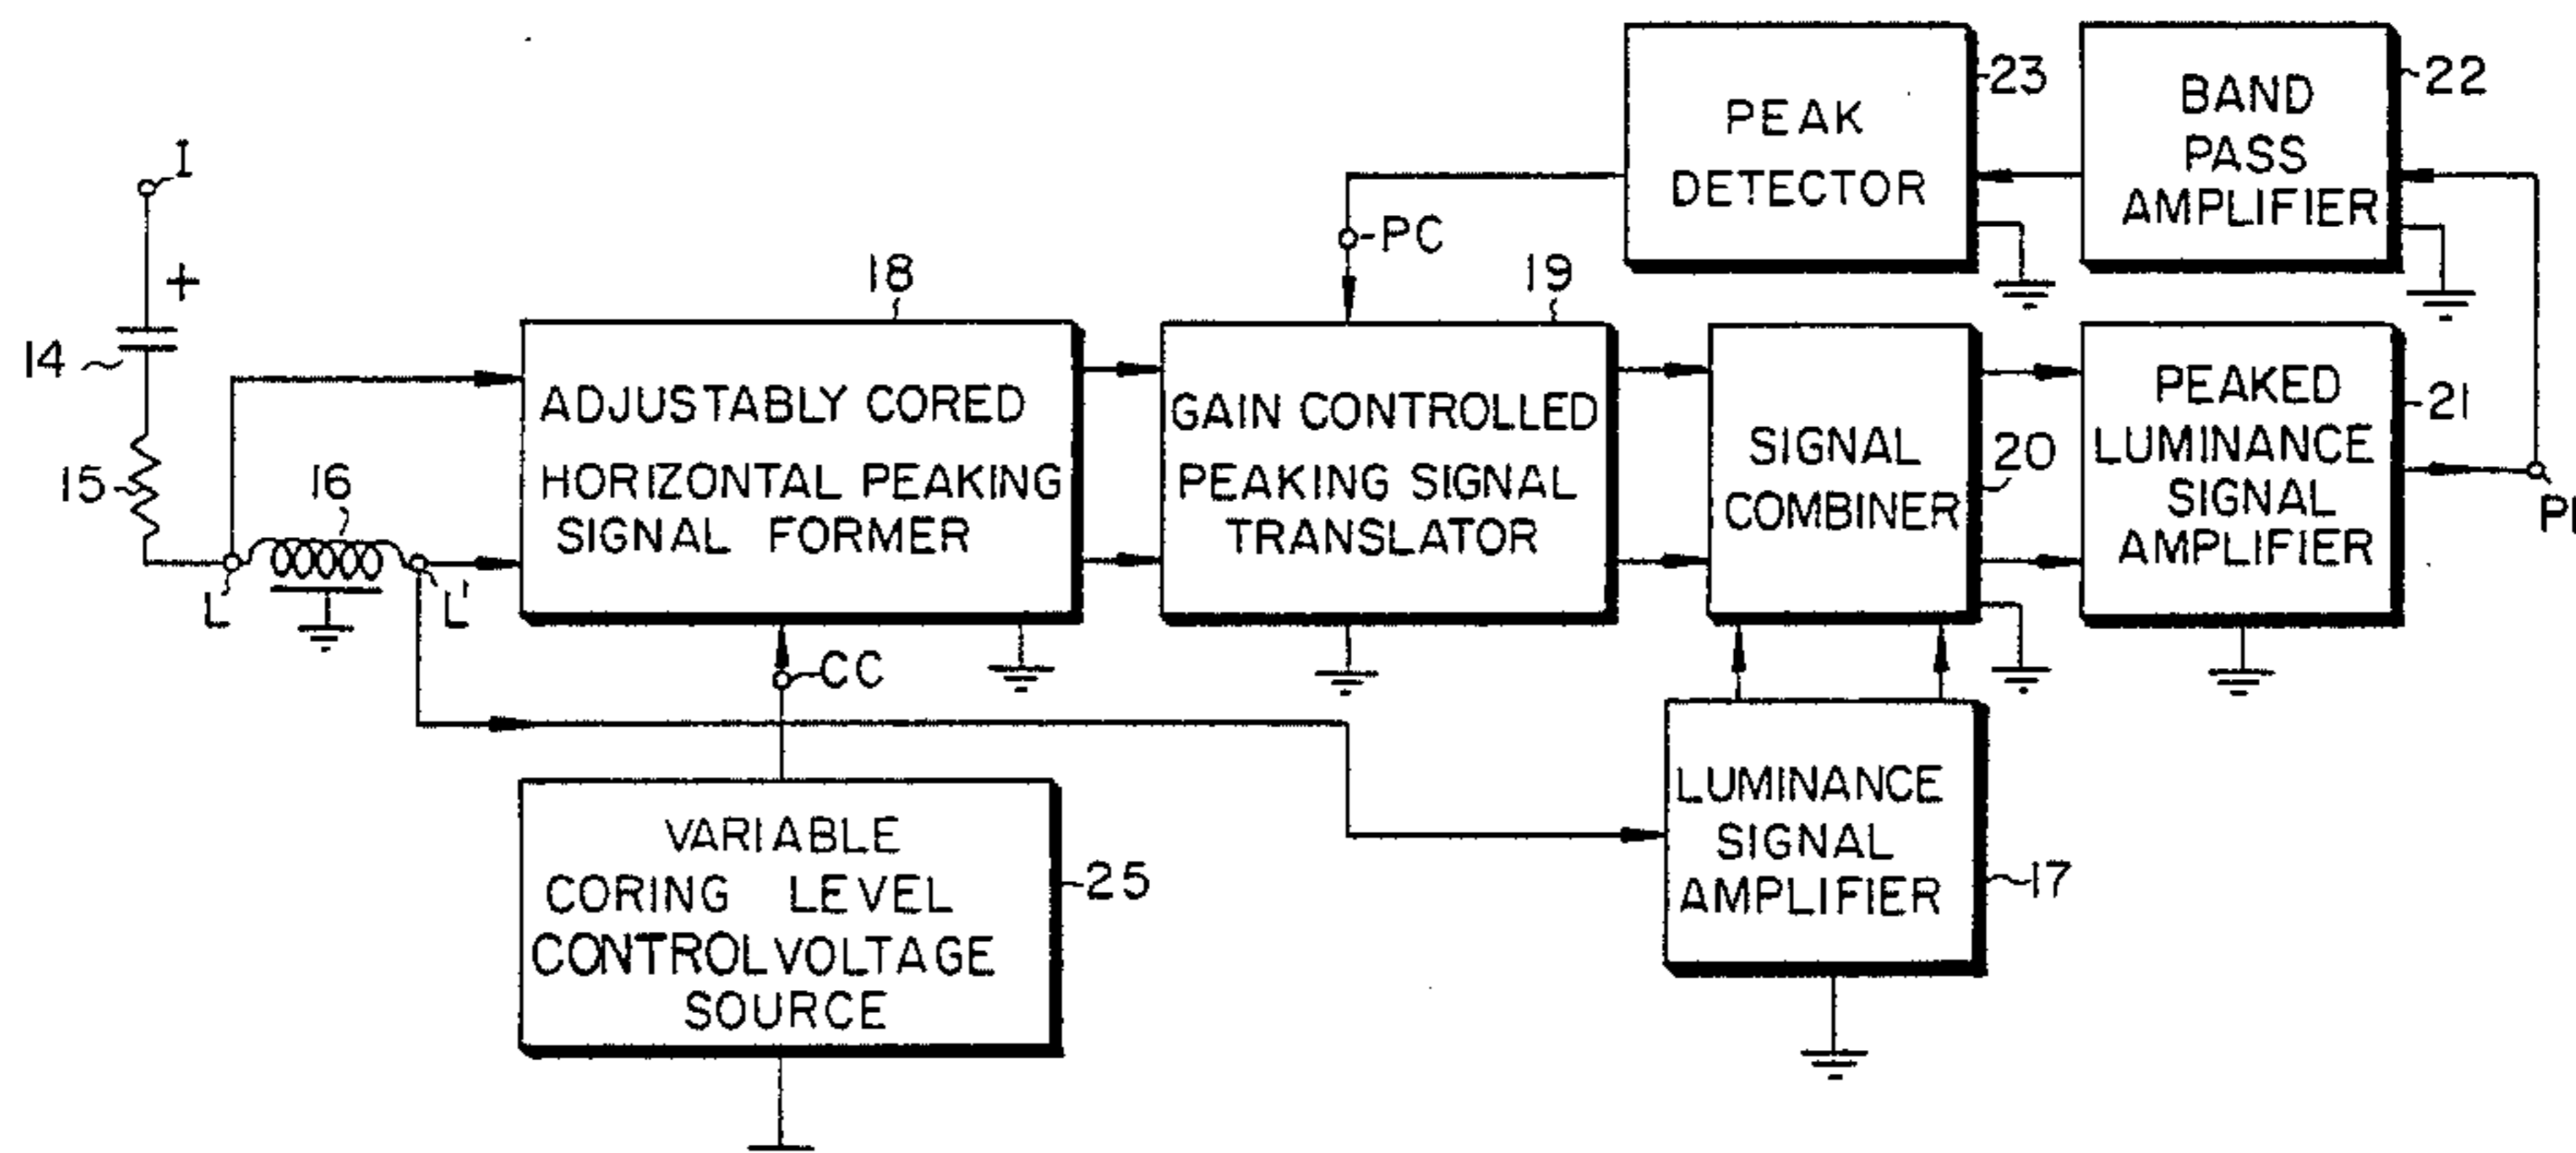 I
+
14
15
16
L
L'
18
ADJUSTABLY CORED
HORIZONTAL PEAKING
SIGNAL FORMER
CC
VARIABLE
CORING LEVEL
CONTROL VOLTAGE
SOURCE
25
PC
19
GAIN CONTROLLED
PEAKING SIGNAL
TRANSLATOR
23
PEAK
DETECTOR
22
BAND
PASS
AMPLIFIER
SIGNAL
COMBINER
20
PEAKED
LUMINANCE
SIGNAL
AMPLIFIER
21
LUMINANCE
SIGNAL
AMPLIFIER
17